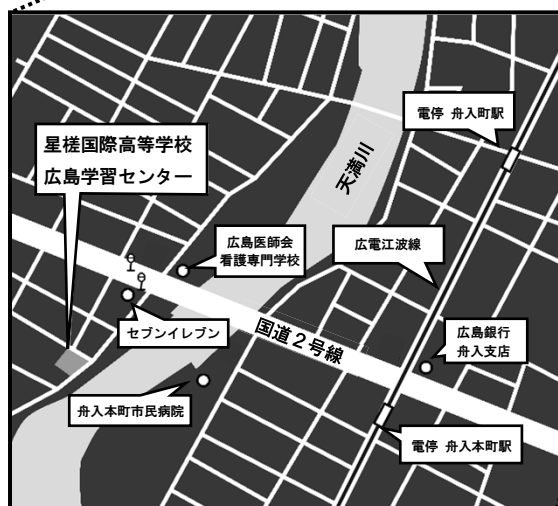 電停 舟入町駅
星槎国際高等学校
広島学習センター
天満川
広島医師会
看護専門学校
広電江波線
セブンイレブン
国道2号線
広島銀行
舟入支店
舟入本町市民病院
電停 舟入本町駅